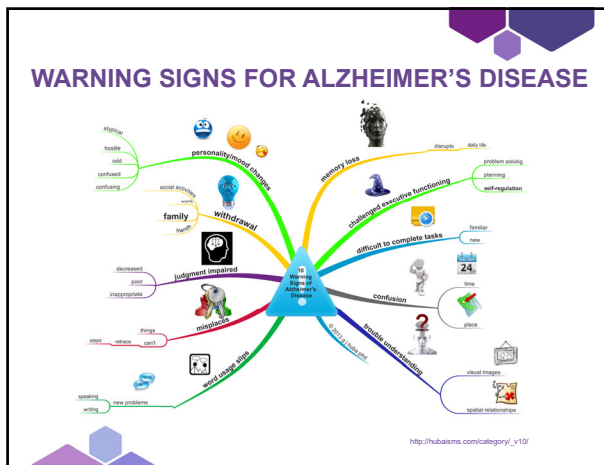 WARNING SIGNS FOR ALZHEIMER'S DISEASE
10
Warning
Signs of
Alzheimer's
Disease
memory loss
disrupts
daily life
challenged executive functioning
problem solving
planning
self-regulation
difficult to complete tasks
familiar
new
confusion
time
place
24
trouble understanding
visual images
spatial relationships
© 2013 g j huba phd
word usage slips
new problems
speaking
writing
misplaces
things
can't
retrace
steps
judgment impaired
decreased
poor
inappropriate
withdrawal
social activities
work
family
friends
personality/mood changes
atypical
hostile
odd
confused
confusing
http://hubaisms.com/category/_v10/